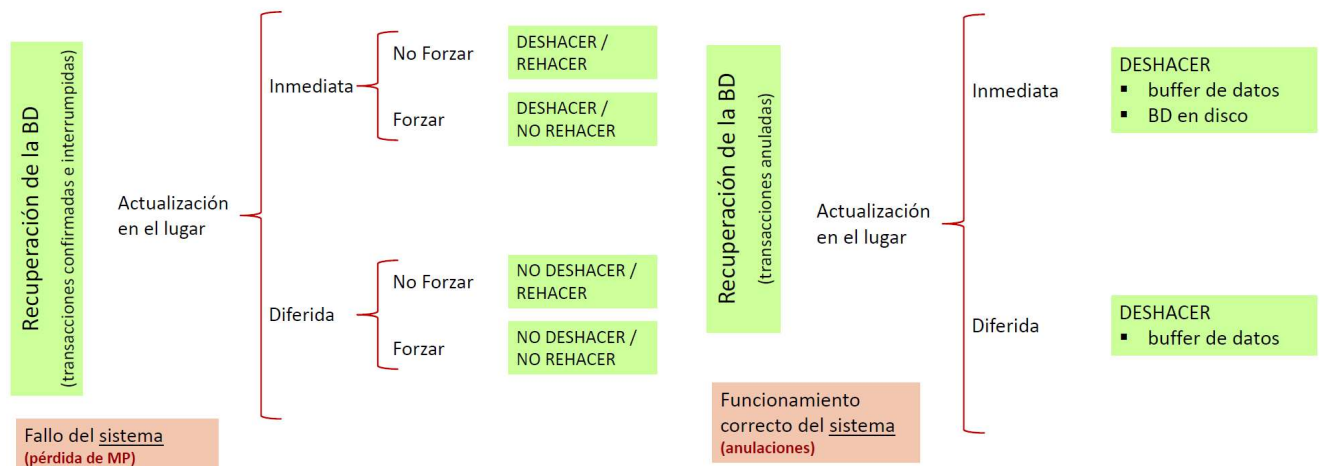 Recuperación de la BD
(transacciones confirmadas e interrumpidas)
Actualización
en el lugar
Inmediata
No Forzar
DESHACER /
REHACER
Forzar
DESHACER /
NO REHACER
Diferida
No Forzar
NO DESHACER /
REHACER
Forzar
NO DESHACER /
NO REHACER
Fallo del sistema
(pérdida de MP)
Recuperación de la BD
(transacciones anuladas)
Actualización
en el lugar
Inmediata
DESHACER
▪ buffer de datos
▪ BD en disco
Diferida
DESHACER
▪ buffer de datos
Funcionamiento
correcto del sistema
(anulaciones)